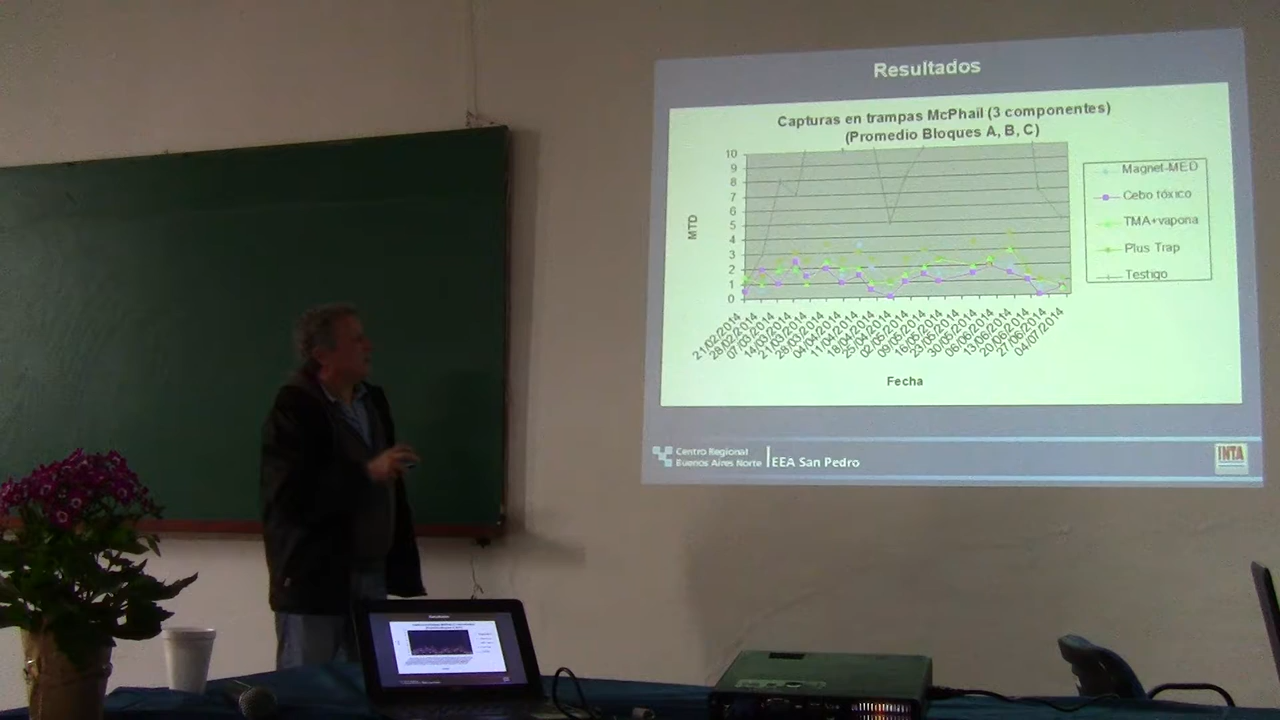 Resultados
Capturas en trampas McPhail (3 componentes)
(Promedio Bloques A, B, C)
10
9
8
7
6
5
4
3
2
1
0
MTD
21/02/2014
28/02/2014
07/03/2014
14/03/2014
21/03/2014
28/03/2014
04/04/2014
11/04/2014
18/04/2014
25/04/2014
02/05/2014
09/05/2014
16/05/2014
23/05/2014
30/05/2014
06/06/2014
13/06/2014
20/06/2014
27/06/2014
04/07/2014
Fecha
Magnet-MED
Cebo tóxico
TMA+vapona
Plus Trap
Testigo
Centro Regional
Buenos Aires Norte
EEA San Pedro
INTA
Resultados